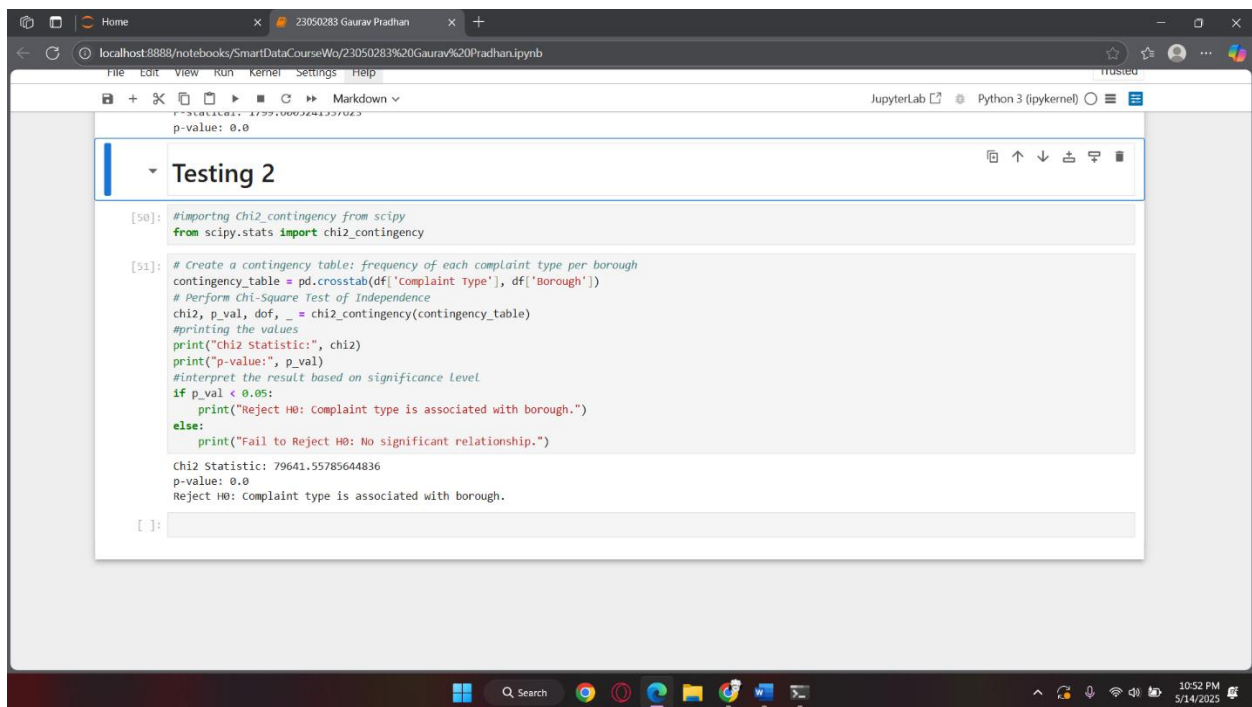 Home
23050283 Gaurav Pradhan
localhost:8888/notebooks/SmartDataCourseWo/23050283%20Gaurav%20Pradhan.ipynb
File Edit View Run Kernel Settings Help Trusted
Markdown JupyterLab Python 3 (ipykernel)
p-value: 0.0
Testing 2
[50]: #importng Chi2_contingency from scipy
from scipy.stats import chi2_contingency
[51]: # Create a contingency table: frequency of each complaint type per borough
contingency_table = pd.crosstab(df['Complaint Type'], df['Borough'])
# Perform Chi-Square Test of Independence
chi2, p_val, dof, _ = chi2_contingency(contingency_table)
#printing the values
print("Chi2 Statistic:", chi2)
print("p-value:", p_val)
#interpret the result based on significance level
if p_val < 0.05:
    print("Reject H0: Complaint type is associated with borough.")
else:
    print("Fail to Reject H0: No significant relationship.")
Chi2 Statistic: 79641.55785644836
p-value: 0.0
Reject H0: Complaint type is associated with borough.
[ ]:
Search
10:52 PM
5/14/2025